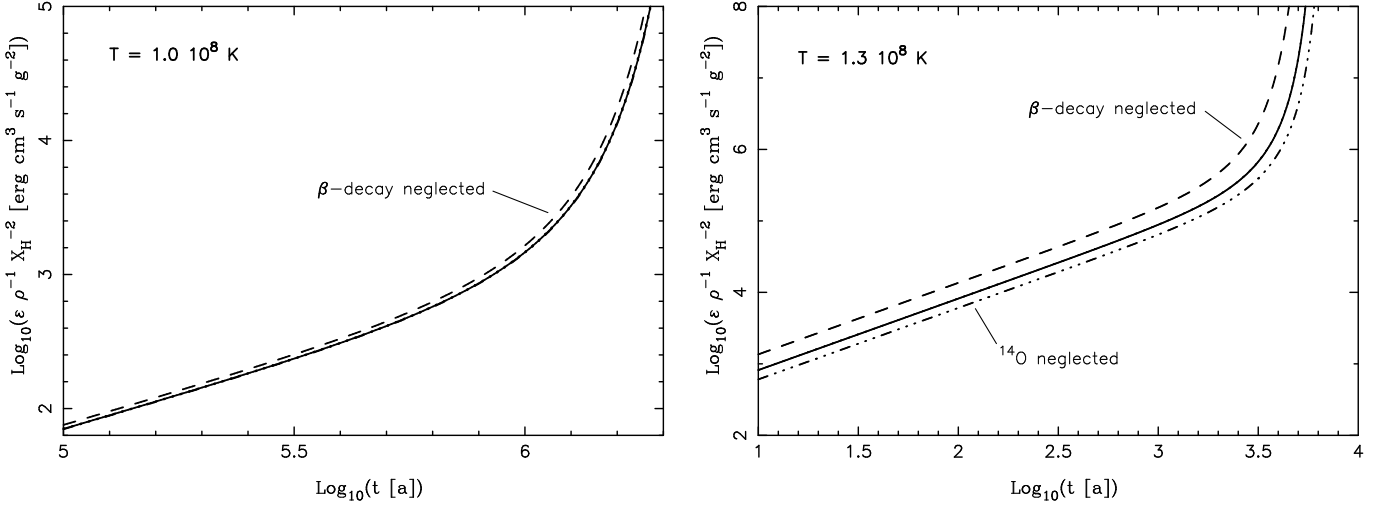 T = 1.0 10⁸ K
β−decay neglected
Log₁₀(ε ρ⁻¹ X_H⁻² [erg cm³ s⁻¹ g⁻²])
5
4
3
2
5
5.5
6
Log₁₀(t [a])
T = 1.3 10⁸ K
β−decay neglected
¹⁴O neglected
Log₁₀(ε ρ⁻¹ X_H⁻² [erg cm³ s⁻¹ g⁻²])
8
6
4
2
1
1.5
2
2.5
3
3.5
4
Log₁₀(t [a])